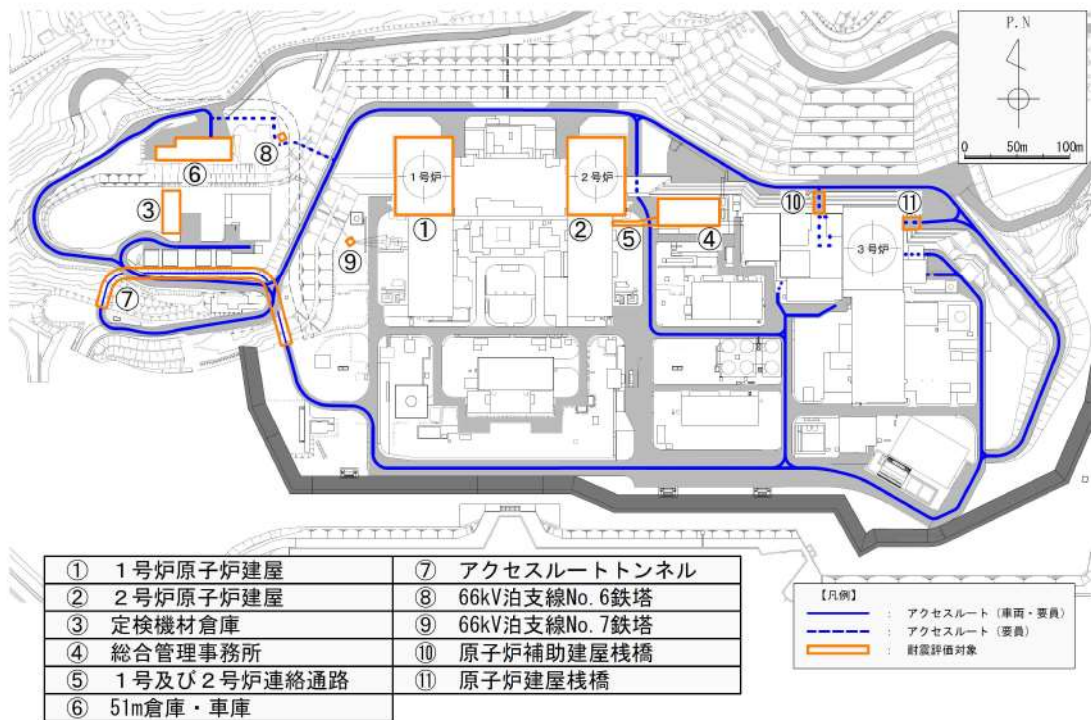 P.N
0 50m 100m
⑧
⑥
1号炉
2号炉
⑩
⑪
③
①
②
⑤
④
3号炉
⑨
⑦
① 1号炉原子炉建屋
② 2号炉原子炉建屋
③ 定検機材倉庫
④ 総合管理事務所
⑤ 1号及び2号炉連絡通路
⑥ 51m倉庫・車庫
⑦ アクセスルートトンネル
⑧ 66kV泊支線No.6鉄塔
⑨ 66kV泊支線No.7鉄塔
⑩ 原子炉補助建屋桟橋
⑪ 原子炉建屋桟橋
【凡例】
: アクセスルート（車両・要員）
: アクセスルート（要員）
: 耐震評価対象